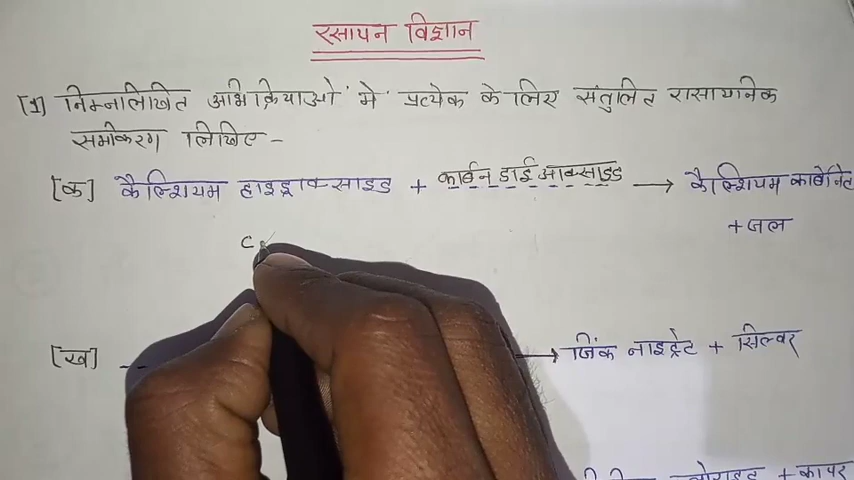 रसायन विज्ञान
[1] निम्नलिखित अभिक्रियाओं में प्रत्येक के लिए संतुलित रासायनिक
समीकरण लिखिए -
[क] कैल्शियम हाइड्राक्साइड + कार्बन डाई आक्साइड → कैल्शियम कार्बोनेट
+ जल
C
[ख] → जिंक नाइट्रेट + सिल्वर
+ कापर